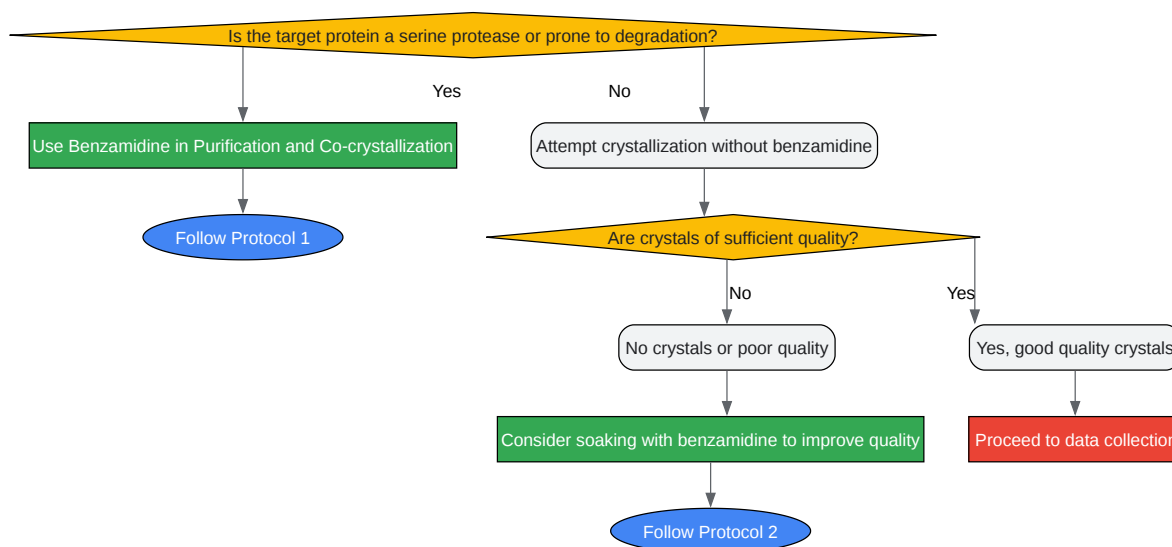 Is the target protein a serine protease or prone to degradation?
Yes
No
Use Benzamidine in Purification and Co-crystallization
Attempt crystallization without benzamidine
Follow Protocol 1
Are crystals of sufficient quality?
No
Yes
No crystals or poor quality
Yes, good quality crystals
Consider soaking with benzamidine to improve quality
Proceed to data collection
Follow Protocol 2